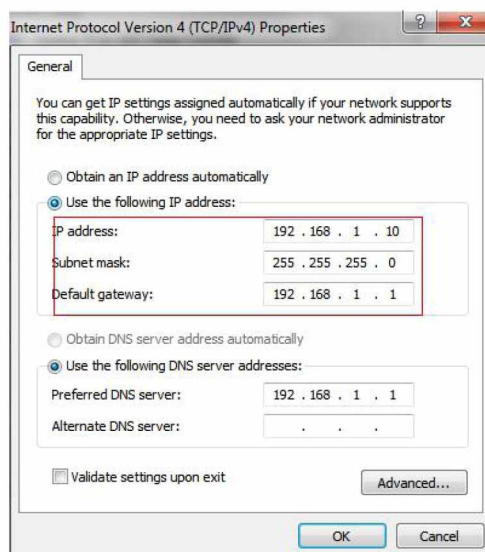 Internet Protocol Version 4 (TCP/IPv4) Properties
General
You can get IP settings assigned automatically if your network supports
this capability. Otherwise, you need to ask your network administrator
for the appropriate IP settings.
Obtain an IP address automatically
Use the following IP address:
IP address: 192 . 168 . 1 . 10
Subnet mask: 255 . 255 . 255 . 0
Default gateway: 192 . 168 . 1 . 1
Obtain DNS server address automatically
Use the following DNS server addresses:
Preferred DNS server: 192 . 168 . 1 . 1
Alternate DNS server: . . .
Validate settings upon exit
Advanced...
OK Cancel